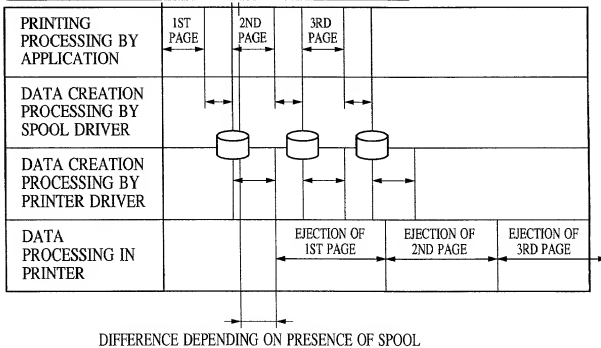 PRINTING
PROCESSING BY
APPLICATION
1ST
PAGE
2ND
PAGE
3RD
PAGE
DATA CREATION
PROCESSING BY
SPOOL DRIVER
DATA CREATION
PROCESSING BY
PRINTER DRIVER
DATA
PROCESSING IN
PRINTER
EJECTION OF
1ST PAGE
EJECTION OF
2ND PAGE
EJECTION OF
3RD PAGE
DIFFERENCE DEPENDING ON PRESENCE OF SPOOL